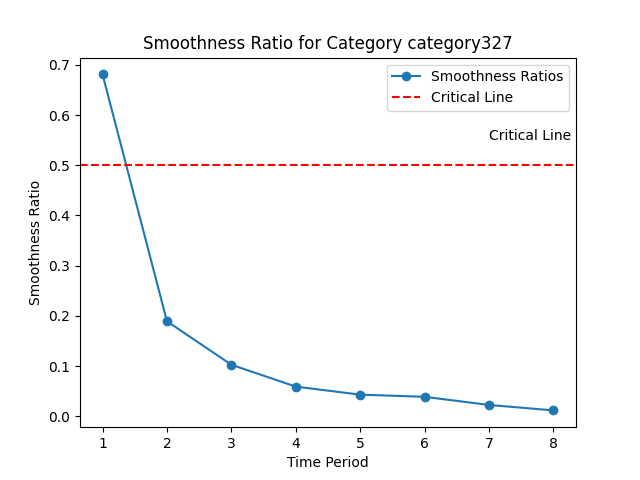 Smoothness Ratio for Category category327
Smoothness Ratios
Critical Line
Critical Line
Smoothness Ratio
0.7
0.6
0.5
0.4
0.3
0.2
0.1
0.0
1 2 3 4 5 6 7 8
Time Period